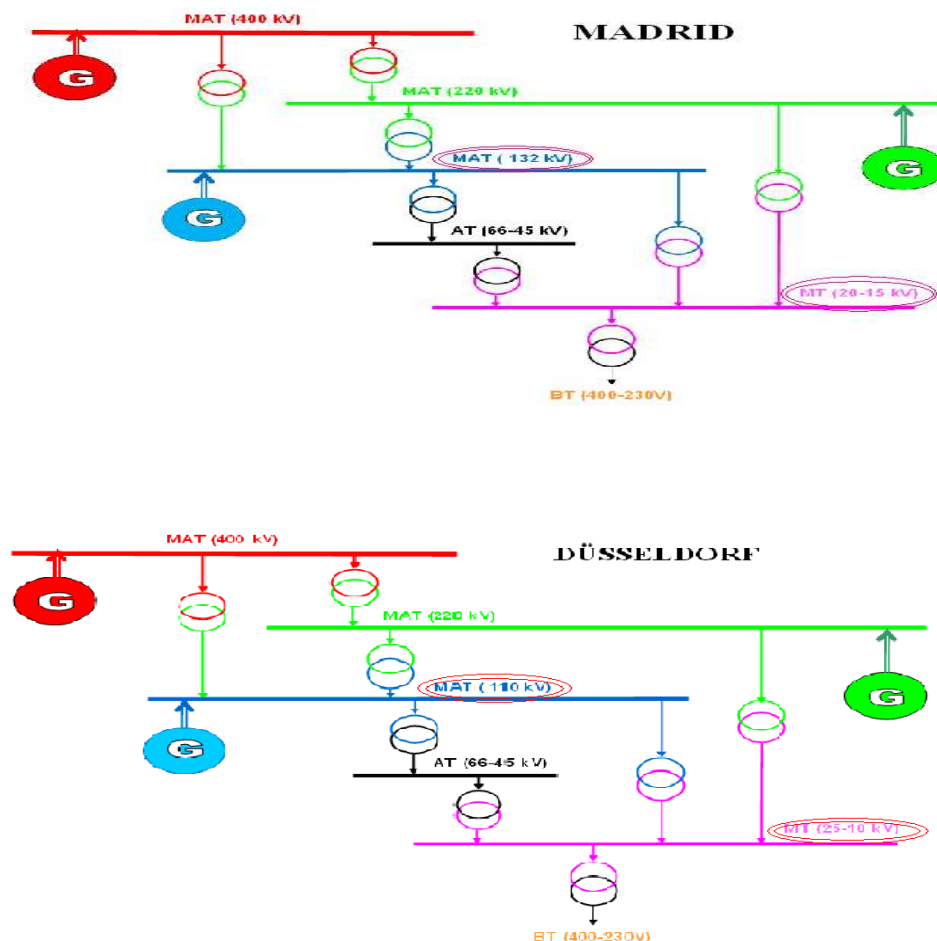 MAT (400 kV)
MADRID
G
MAT (220 kV)
G
MAT ( 132 kV)
G
AT (66-45 kV)
MT (20-15 kV)
BT (400-230V)
MAT (400 kV)
DÜSSELDORF
G
MAT (220 kV)
G
MAT ( 110 kV)
G
AT (66-45 kV)
MT (25-10 kV)
BT (400-230V)